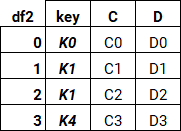 df2 key C D
0 K0 C0 D0
1 K1 C1 D1
2 K1 C2 D2
3 K4 C3 D3